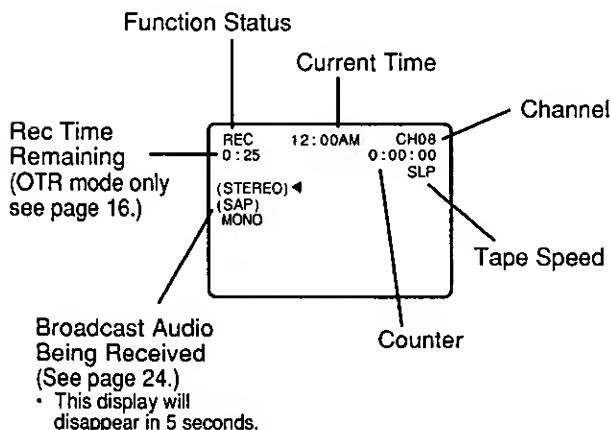 Function Status
Current Time
Channel
Rec Time
Remaining
(OTR mode only
see page 16.)
REC 12:00AM CH08
0:25 0:00:00
SLP
(STEREO)◄
(SAP)
MONO
Tape Speed
Counter
Broadcast Audio
Being Received
(See page 24.)
• This display will
disappear in 5 seconds.